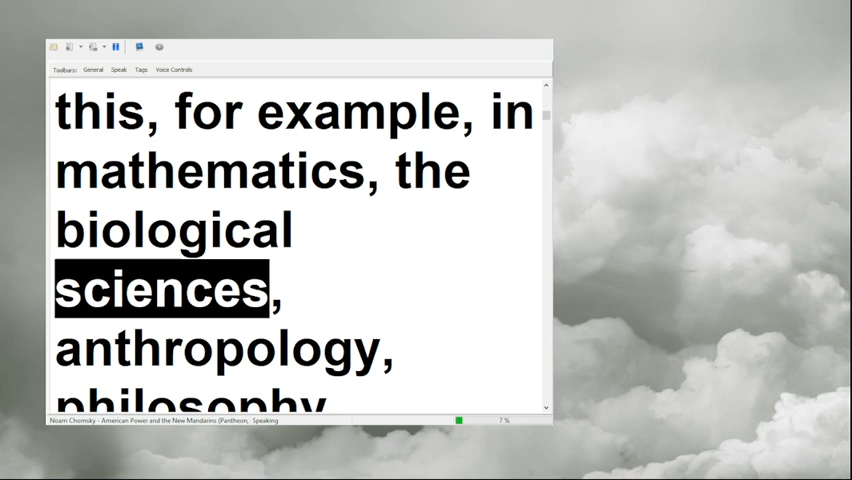 Toolbars: General Speak Tags Voice Controls
this, for example, in
mathematics, the
biological
sciences,
anthropology,
philosophy
Noam Chomsky - American Power and the New Mandarins (Pantheon, Speaking
7 %